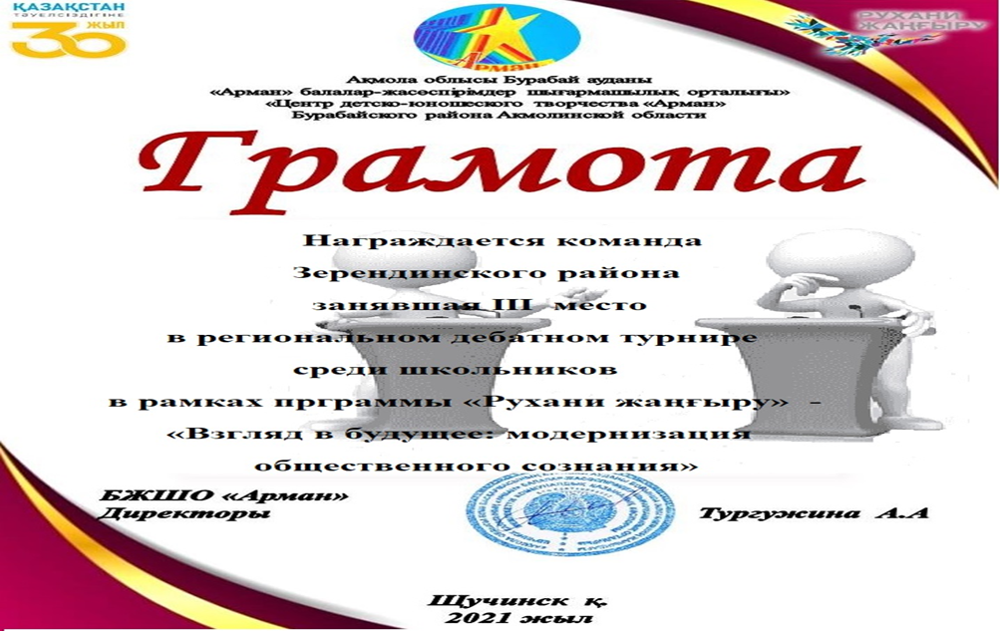 ҚАЗАҚСТАН
ТӘУЕЛСІЗДІГІНЕ
30 ЖЫЛ
Арман
РУХАНИ
ЖАҢҒЫРУ
Ақмола облысы Бурабай ауданы
«Арман» балалар-жасөспірімдер шығармашылық орталығы»
«Центр детско-юношеского творчества «Арман»
Бурабайского района Акмолинской области
Грамота
Награждается команда
Зерендинского района
занявшая III место
в региональном дебатном турнире
среди школьников
в рамках прграммы «Рухани жаңғыру» -
«Взгляд в будущее: модернизация
общественного сознания»
БЖШО «Арман»
Директоры
Тургужина А.А
Щучинск қ.
2021 жыл